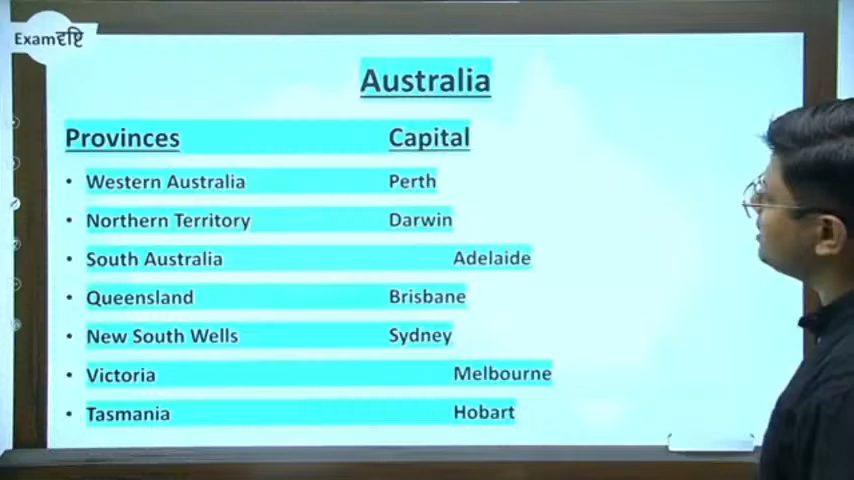 Examदृष्टि
Australia
Provinces Capital
• Western Australia Perth
• Northern Territory Darwin
• South Australia Adelaide
• Queensland Brisbane
• New South Wells Sydney
• Victoria Melbourne
• Tasmania Hobart